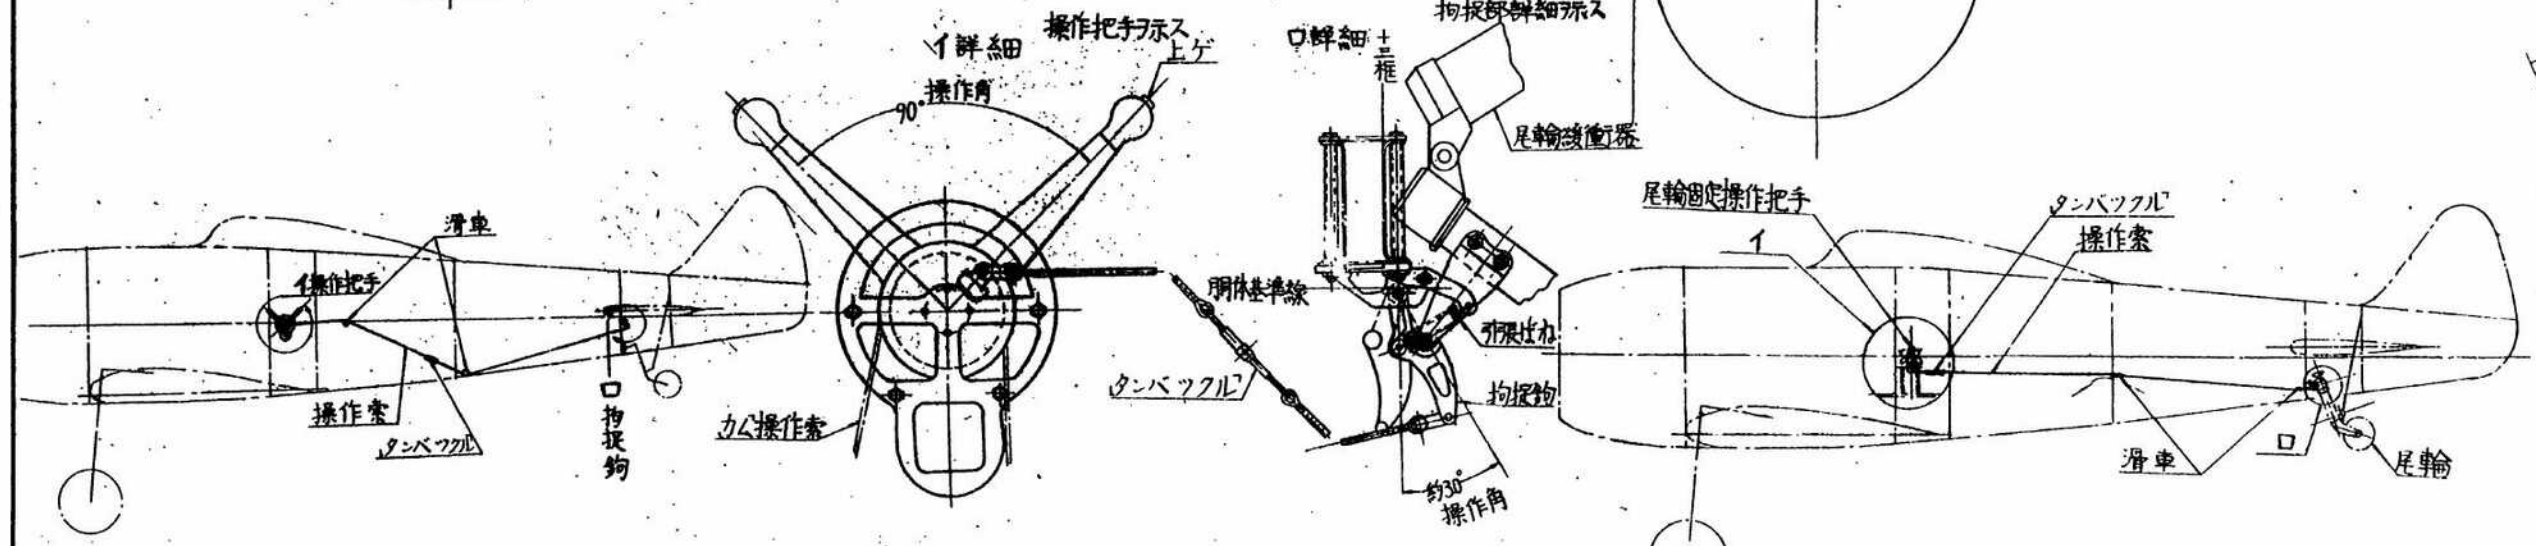 滑車
イ操作把手
操作索
タンバックル
ロ拘捉鉤
イ詳細
操作把手ヲ示ス
上ゲ
操作角
90°
カム操作索
タンバックル
ロ詳細
拘捉部詳細ヲ示ス
十三框
尾輪緩衝器
胴体基準線
引張ばね
拘捉鉤
約30°
操作角
尾輪固定操作把手
イ
タンバックル
操作索
滑車
ロ
尾輪